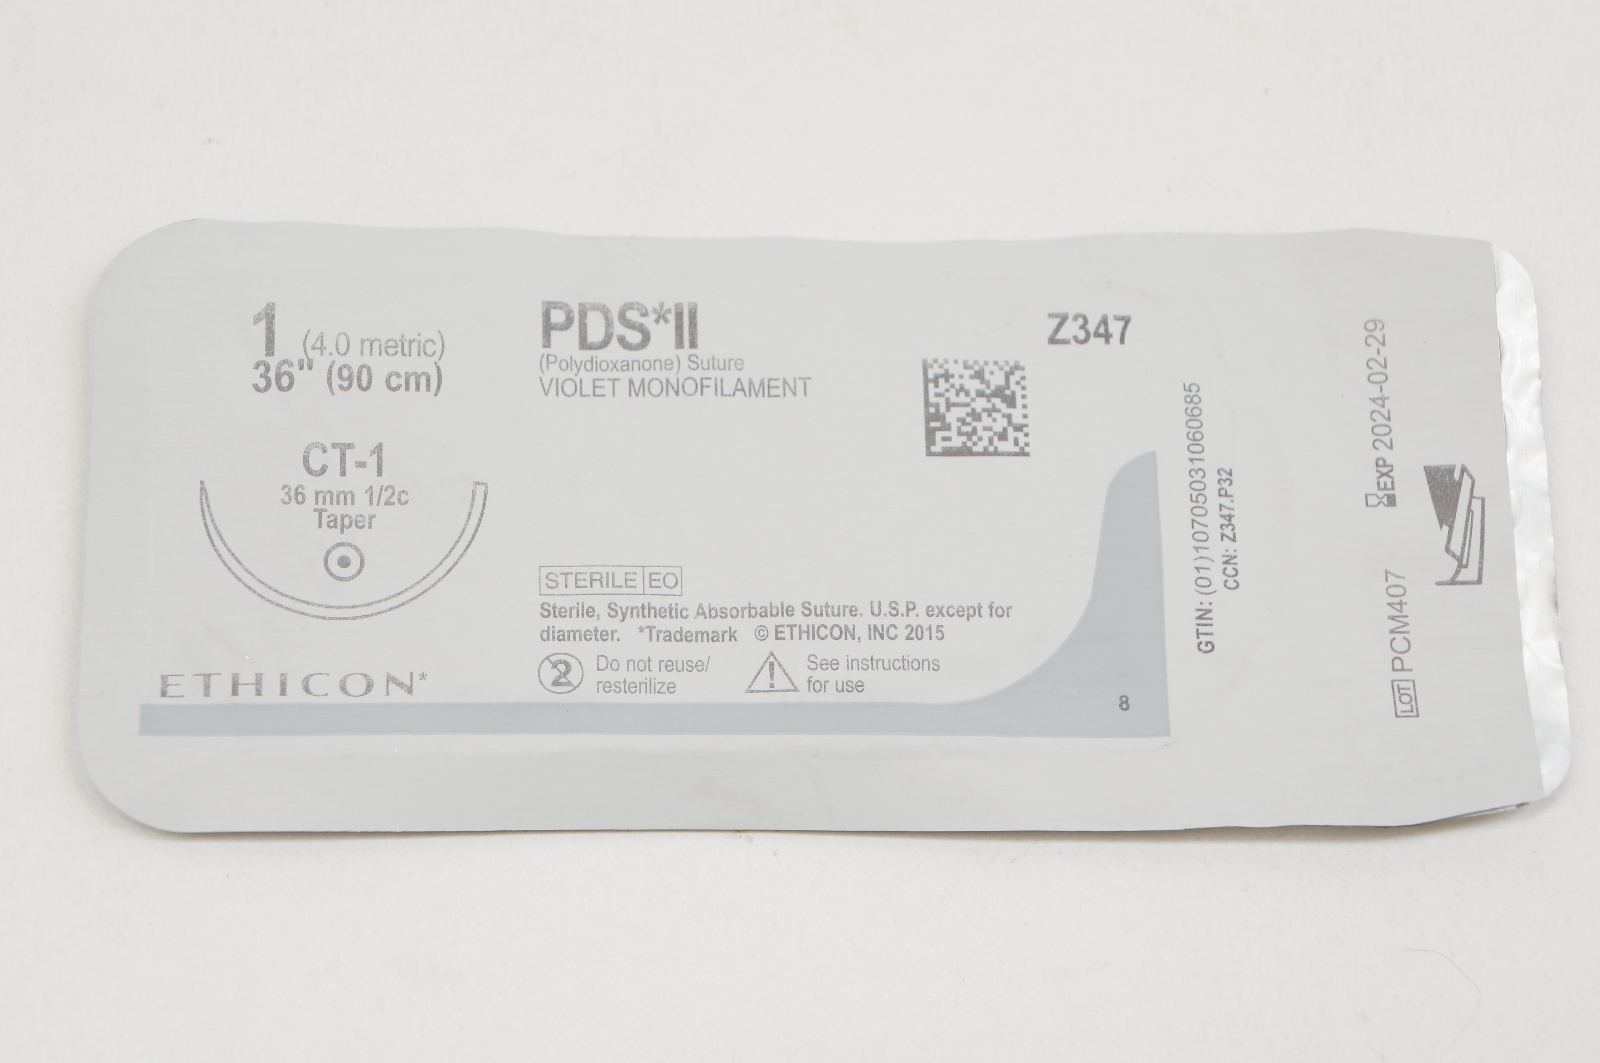 1 (4.0 metric)
36" (90 cm)
CT-1
36 mm 1/2c
Taper
ETHICON*
PDS*II
(Polydioxanone) Suture
VIOLET MONOFILAMENT
STERILE EO
Sterile, Synthetic Absorbable Suture. U.S.P. except for
diameter. *Trademark © ETHICON, INC 2015
2 Do not reuse/
resterilize
! See instructions
for use
Z347
8
GTIN: (01)10705031060685
CCN: Z347.P32
EXP 2024-02-29
LOT PCM407